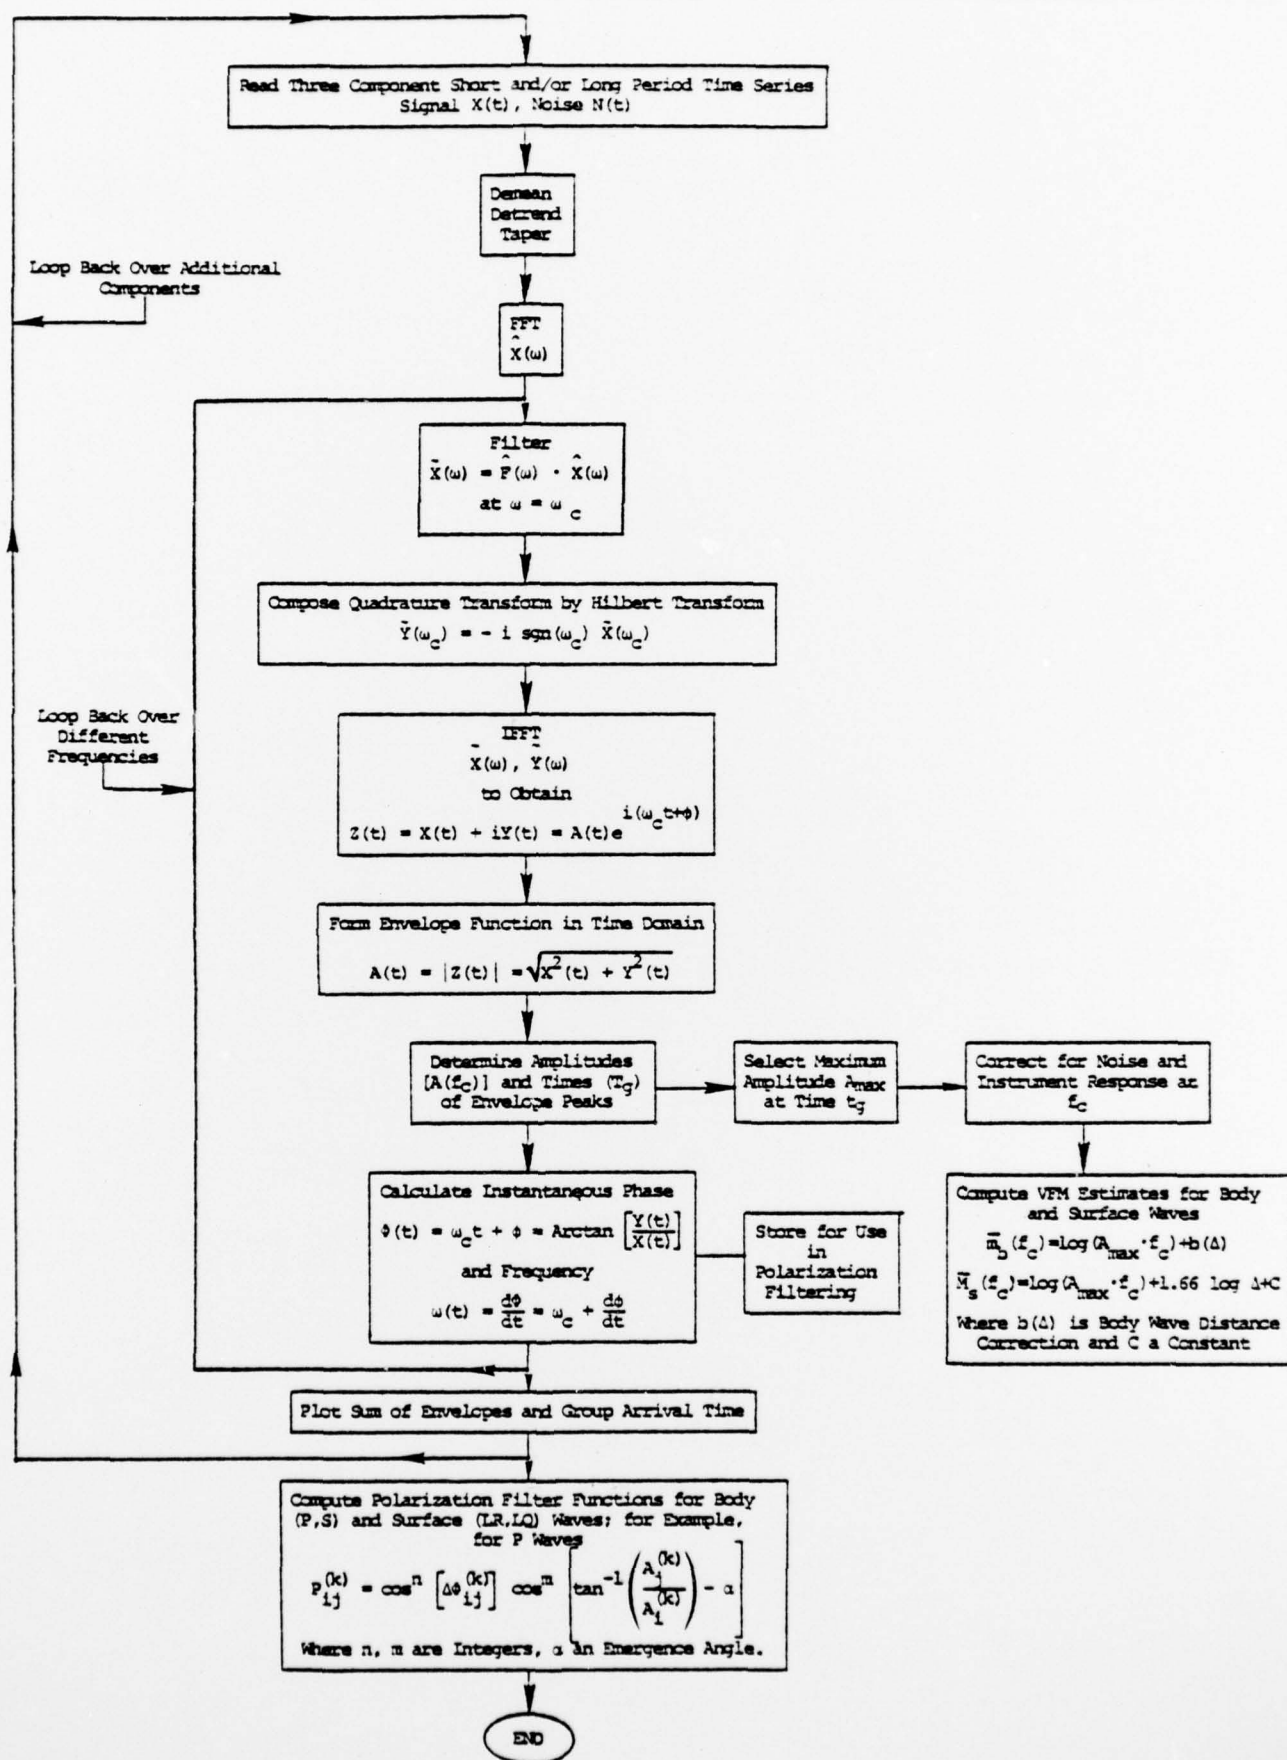 Read Three Component Short and/or Long Period Time Series
Signal X(t), Noise N(t)
Demean
Detrend
Taper
Loop Back Over Additional
Components
FFT
X̂(ω)
Filter
X̃(ω) = F̂(ω) · X̂(ω)
at ω = ω_c
Compose Quadrature Transform by Hilbert Transform
Ỹ(ω_c) = - i sgn(ω_c) X̃(ω_c)
Loop Back Over
Different
Frequencies
IFFT
X̃(ω), Ỹ(ω)
to Obtain
Z(t) = X(t) + iY(t) = A(t)e^{i(ω_c t+φ)}
Form Envelope Function in Time Domain
A(t) = |Z(t)| = √(X²(t) + Y²(t))
Determine Amplitudes
[A(f_c)] and Times (T_g)
of Envelope Peaks
Select Maximum
Amplitude A_max
at Time t_g
Correct for Noise and
Instrument Response at
f_c
Calculate Instantaneous Phase
Φ(t) = ω_c t + φ = Arctan [Y(t)/X(t)]
and Frequency
ω(t) = dΦ/dt = ω_c + dφ/dt
Store for Use
in
Polarization
Filtering
Compute VFM Estimates for Body
and Surface Waves
m̄_b(f_c)=log(A_max·f_c)+b(Δ)
M̄_s(f_c)=log(A_max·f_c)+1.66 log Δ+C
Where b(Δ) is Body Wave Distance
Correction and C a Constant
Plot Sum of Envelopes and Group Arrival Time
Compute Polarization Filter Functions for Body
(P,S) and Surface (LR,LQ) Waves; for Example,
for P Waves
P_ij^(k) = cos^n [ΔΦ_ij^(k)] cos^m [tan^-1 (A_j^(k)/A_i^(k)) - α]
Where n, m are Integers, α an Emergence Angle.
END